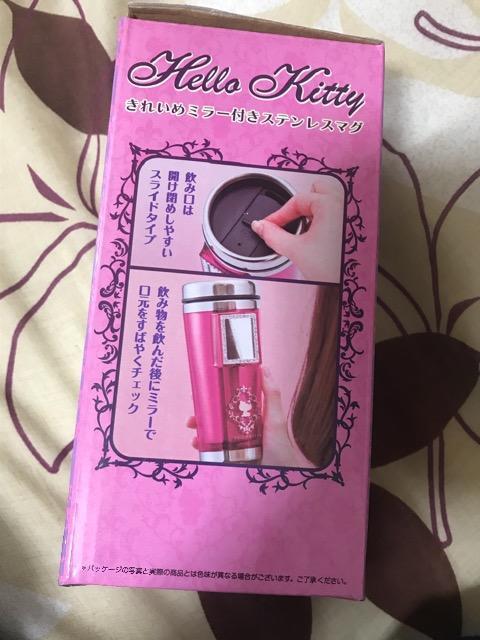 Hello Kitty
きれいめミラー付きステンレスマグ
飲み口は
開け閉めしやすい
スライドタイプ
飲み物を飲んだ後にミラーで
口元をすばやくチェック
※パッケージの写真と実際の商品とは色味が異なる場合がございます。ご了承ください。